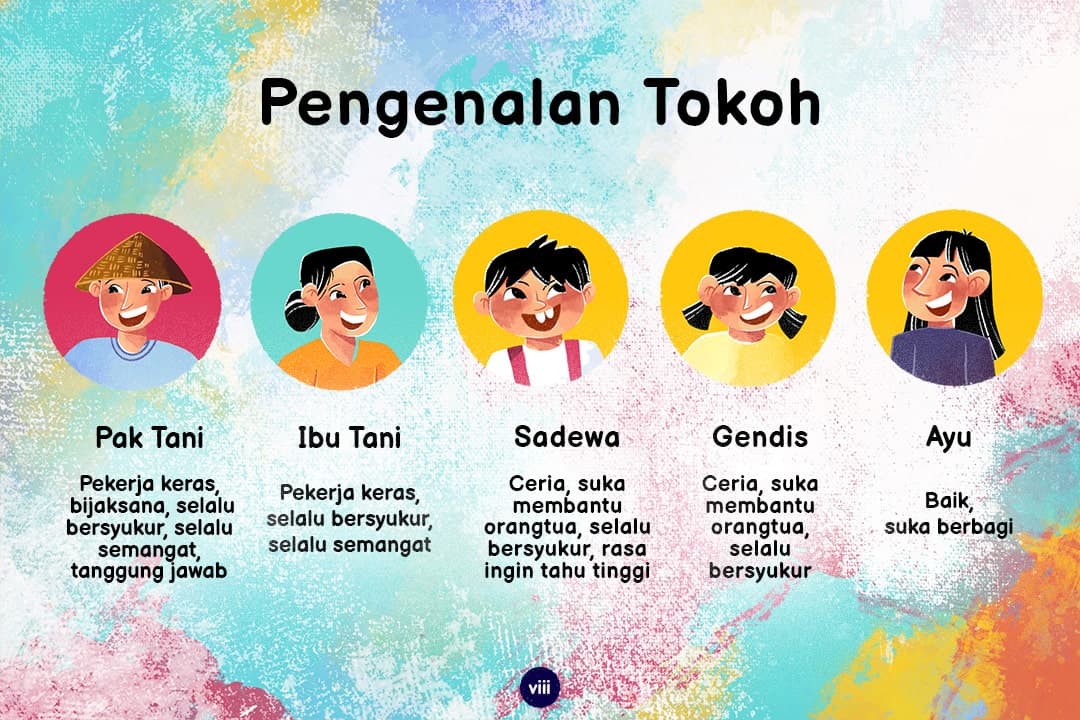 Pengenalan Tokoh
Pak Tani
Pekerja keras,
bijaksana, selalu
bersyukur, selalu
semangat,
tanggung jawab
Ibu Tani
Pekerja keras,
selalu bersyukur,
selalu semangat
Sadewa
Ceria, suka
membantu
orangtua, selalu
bersyukur, rasa
ingin tahu tinggi
Gendis
Ceria, suka
membantu
orangtua,
selalu
bersyukur
Ayu
Baik,
suka berbagi
viii